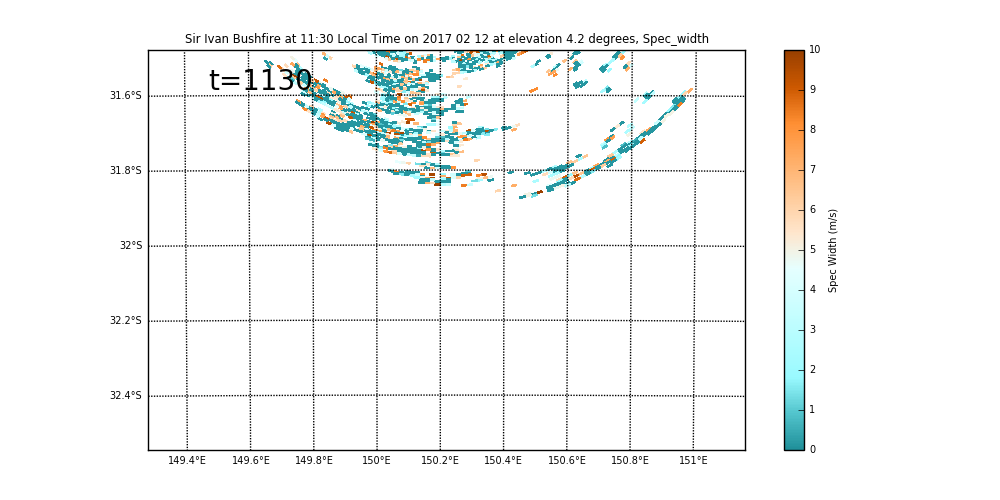 Sir Ivan Bushfire at 11:30 Local Time on 2017 02 12 at elevation 4.2 degrees, Spec_width
t=1130
31.6°S
31.8°S
32°S
32.2°S
32.4°S
149.4°E 149.6°E 149.8°E 150°E 150.2°E 150.4°E 150.6°E 150.8°E 151°E
10
9
8
7
6
5
4
3
2
1
0
Spec Width (m/s)